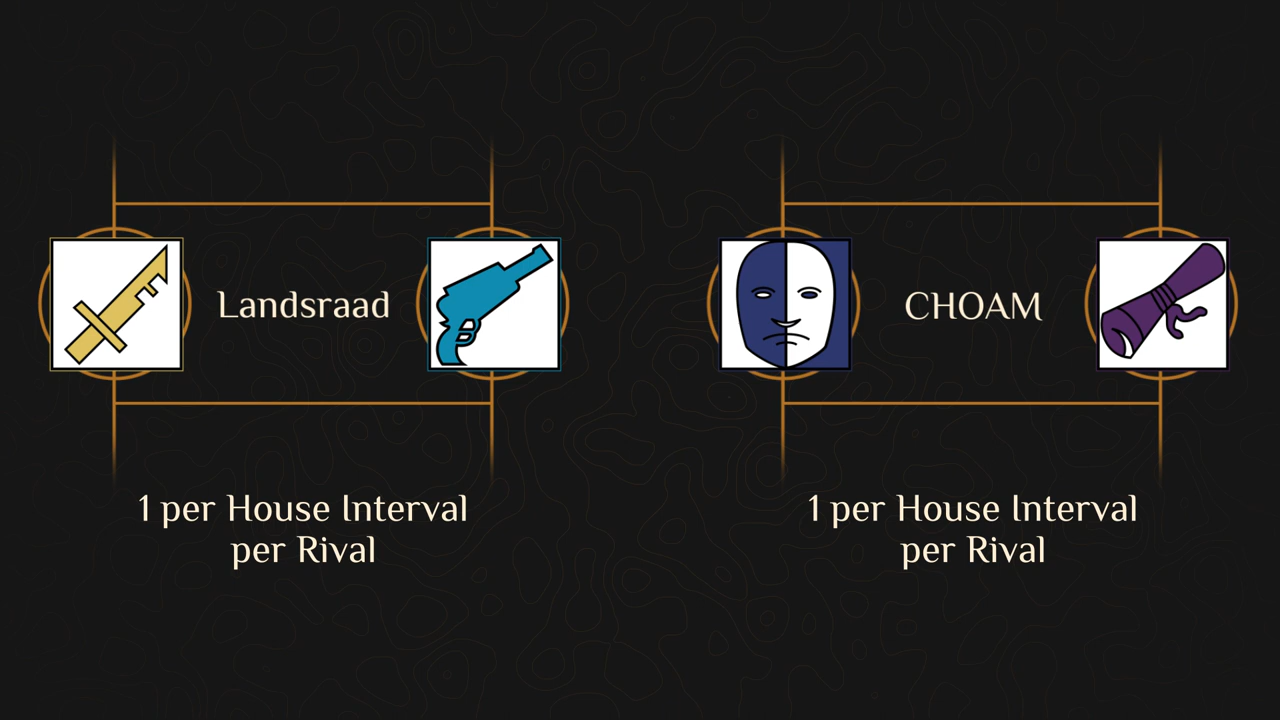 Landsraad
CHOAM
1 per House Interval
per Rival
1 per House Interval
per Rival